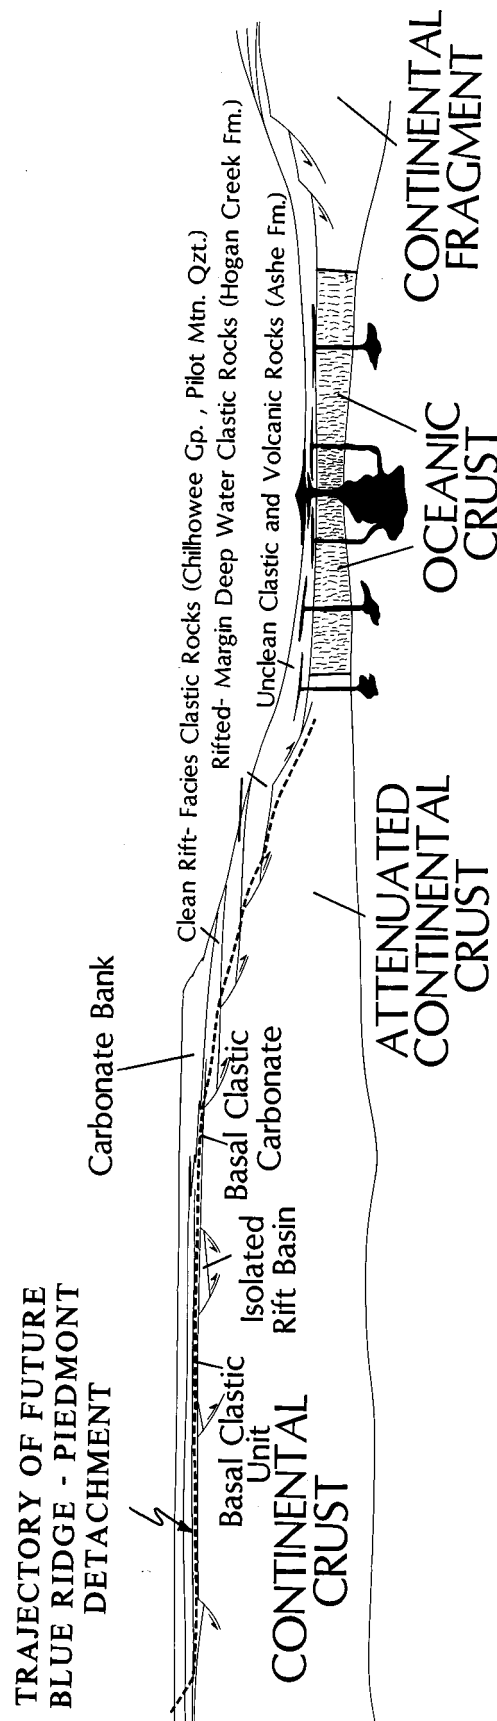 TRAJECTORY OF FUTURE
BLUE RIDGE - PIEDMONT
DETACHMENT
Carbonate Bank
Clean Rift- Facies Clastic Rocks (Chilhowee Gp. , Pilot Mtn. Qzt.)
Rifted- Margin Deep Water Clastic Rocks (Hogan Creek Fm.)
Unclean Clastic and Volcanic Rocks (Ashe Fm.)
Basal Clastic
Unit
Isolated
Rift Basin
Basal Clastic
Carbonate
CONTINENTAL
CRUST
ATTENUATED
CONTINENTAL
CRUST
OCEANIC
CRUST
CONTINENTAL
FRAGMENT